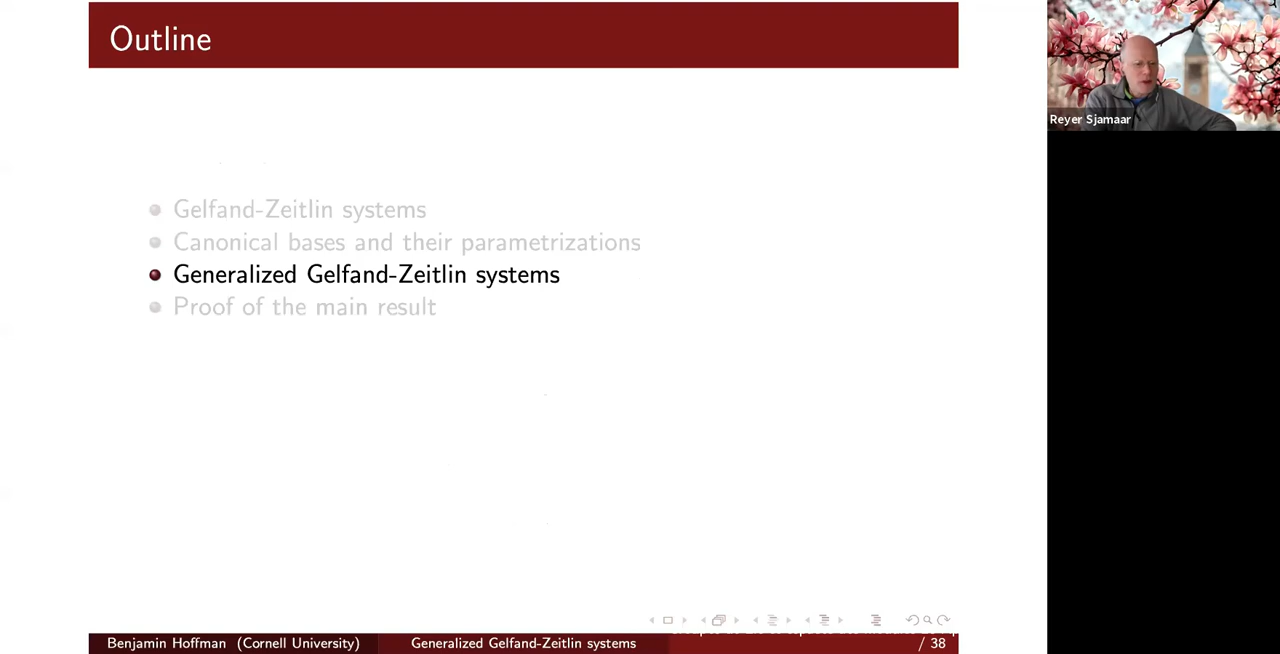 Outline
Reyer Sjamaar
Gelfand-Zeitlin systems
Canonical bases and their parametrizations
Generalized Gelfand-Zeitlin systems
Proof of the main result
Benjamin Hoffman (Cornell University)
Generalized Gelfand-Zeitlin systems
/ 38